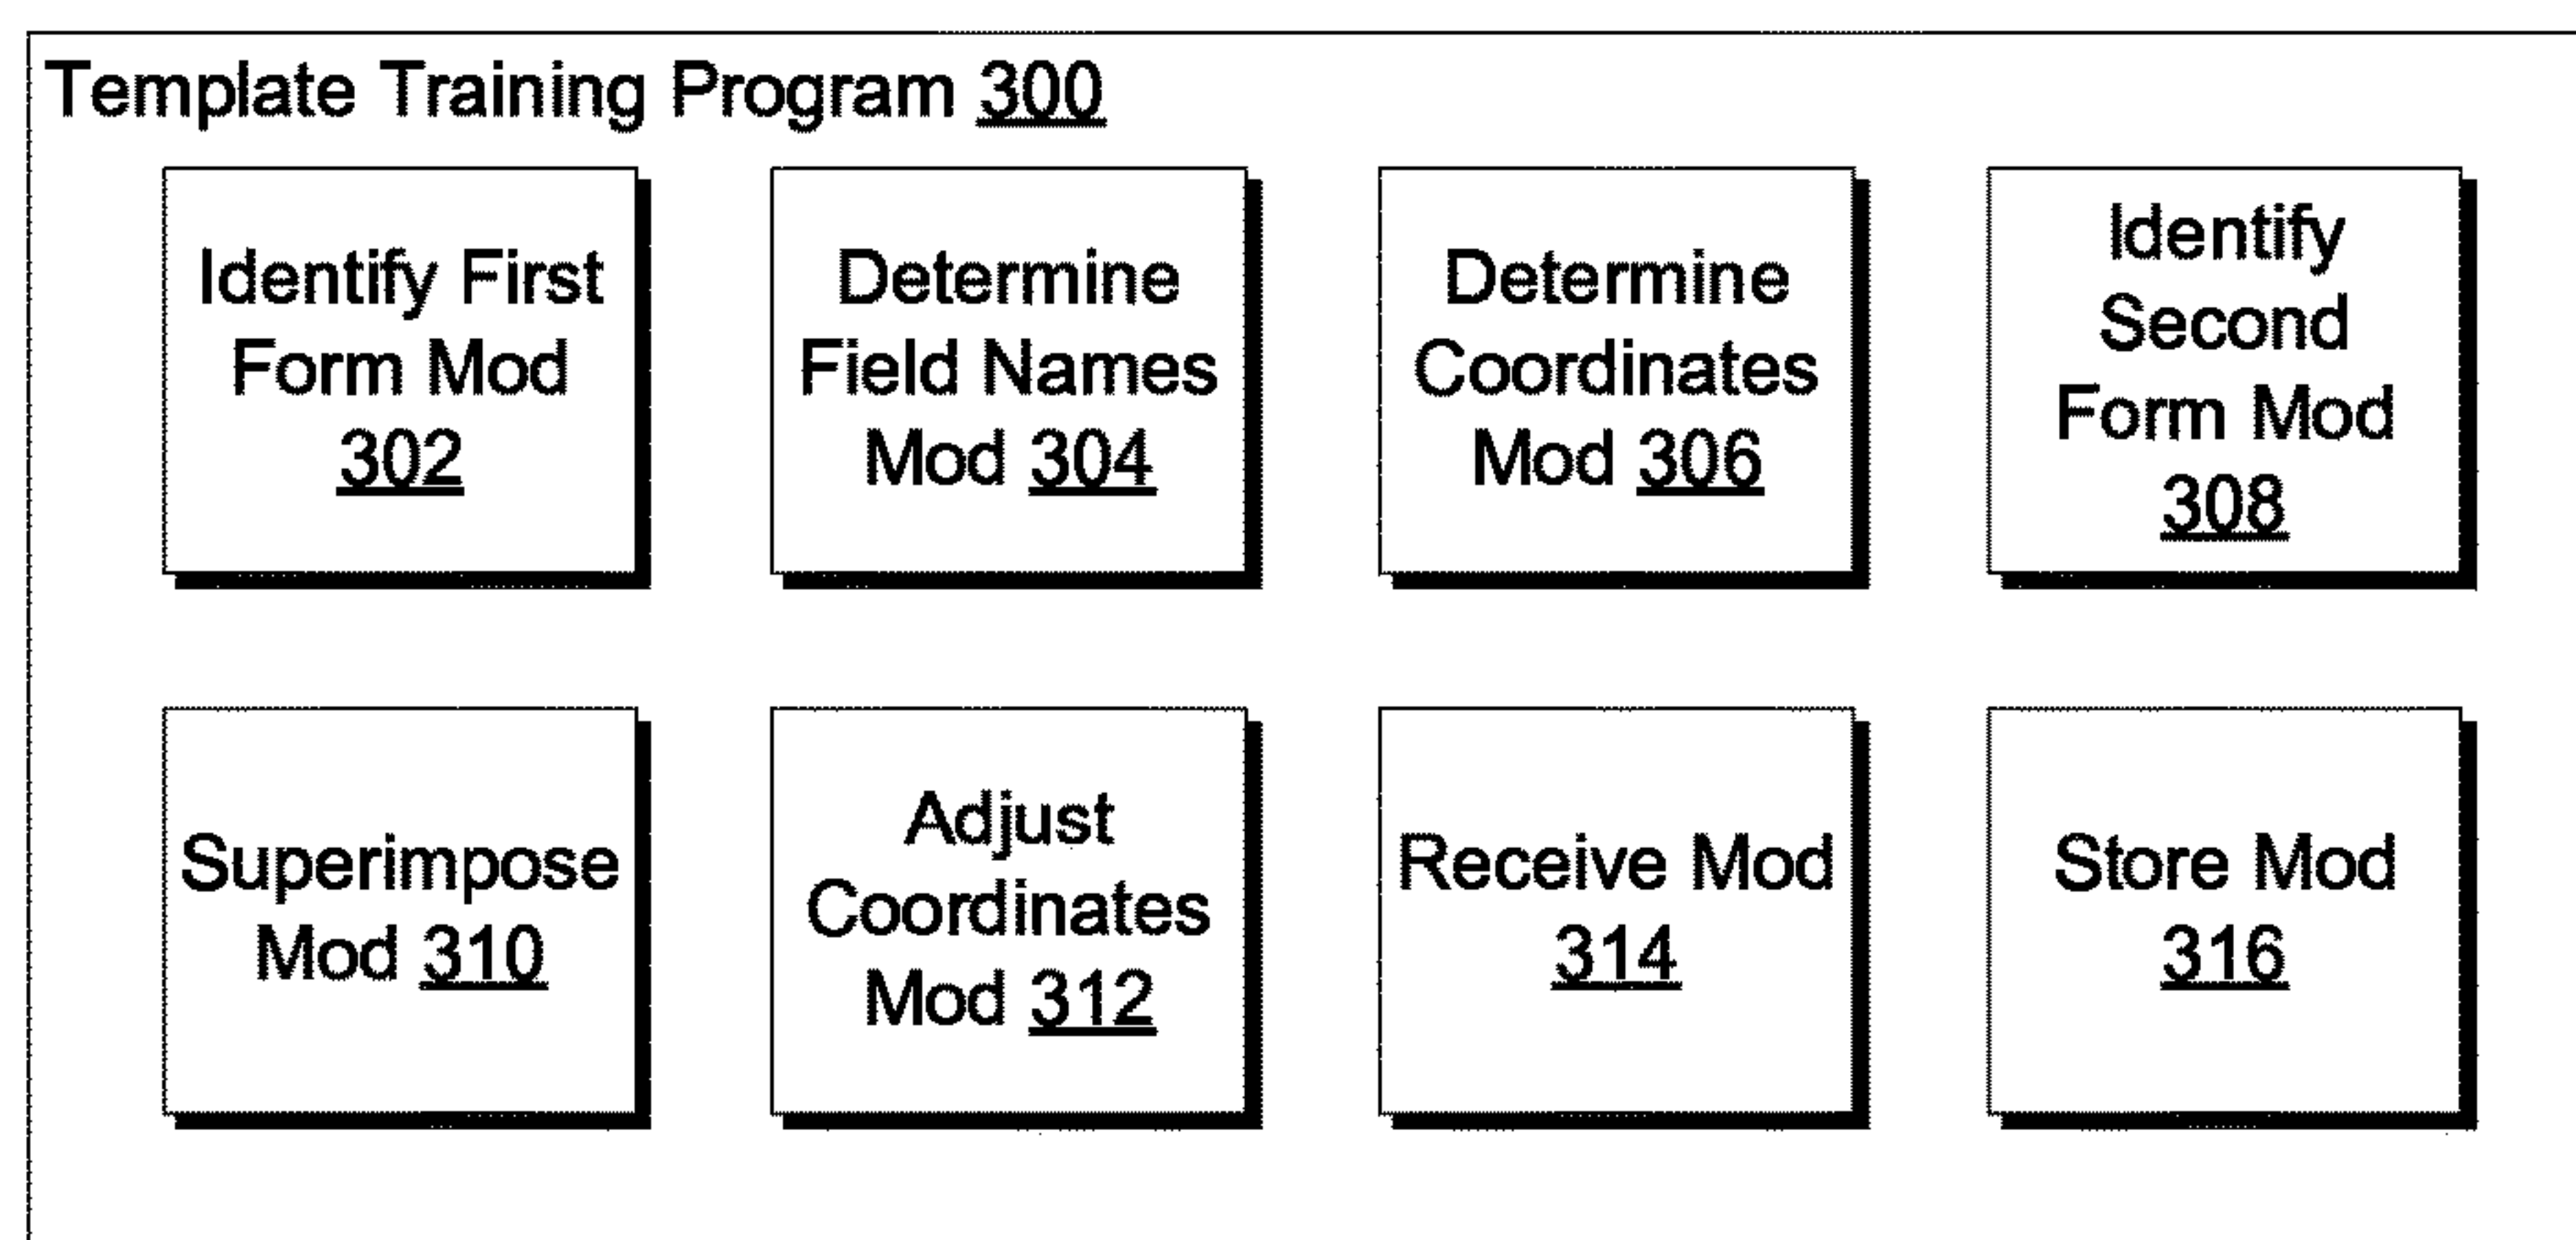 Template Training Program 300
Identify First
Form Mod
302
Determine
Field Names
Mod 304
Determine
Coordinates
Mod 306
Identify
Second
Form Mod
308
Superimpose
Mod 310
Adjust
Coordinates
Mod 312
Receive Mod
314
Store Mod
316